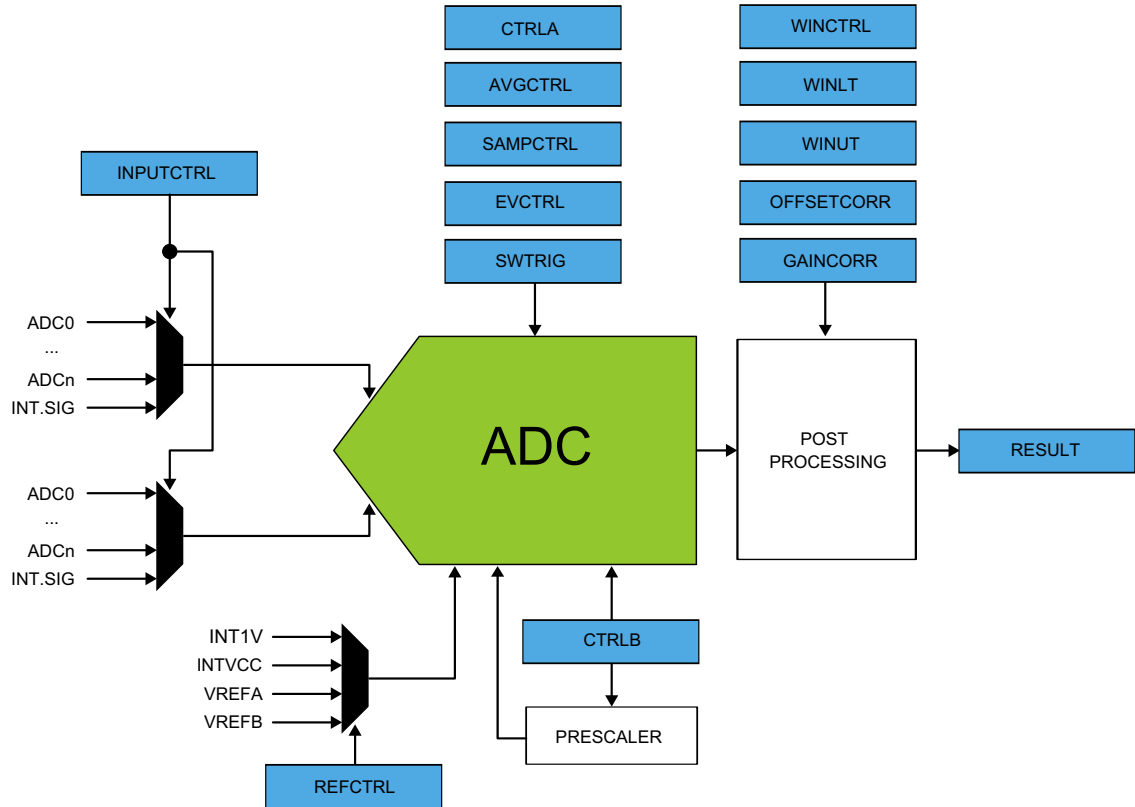 CTRLA
AVGCTRL
SAMPCTRL
EVCTRL
SWTRIG
WINCTRL
WINLT
WINUT
OFFSETCORR
GAINCORR
INPUTCTRL
ADC0
...
ADCn
INT.SIG
ADC0
...
ADCn
INT.SIG
ADC
POST
PROCESSING
RESULT
INT1V
INTVCC
VREFA
VREFB
REFCTRL
CTRLB
PRESCALER